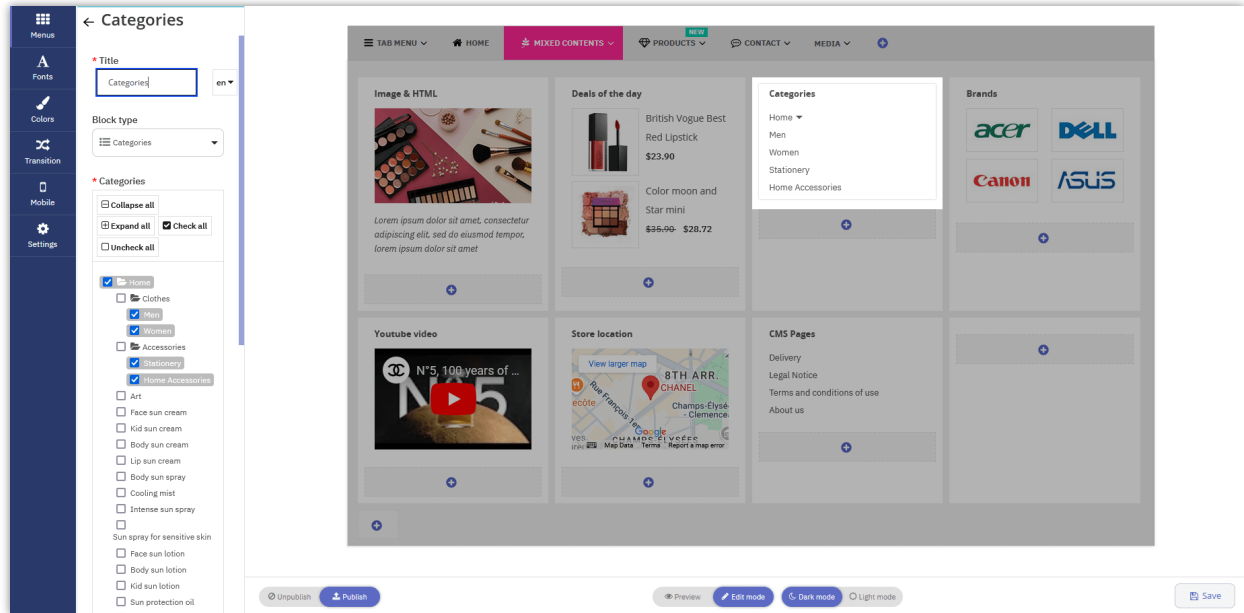 Menus
Fonts
Colors
Transition
Mobile
Settings
← Categories
* Title
Categories
en
Block type
Categories
* Categories
Collapse all
Expand all
Check all
Uncheck all
Home
Clothes
Men
Women
Accessories
Stationery
Home Accessories
Art
Face sun cream
Kid sun cream
Body sun cream
Lip sun cream
Body sun spray
Cooling mist
Intense sun spray
Sun spray for sensitive skin
Face sun lotion
Body sun lotion
Kid sun lotion
Sun protection oil
NEW
TAB MENU HOME MIXED CONTENTS PRODUCTS CONTACT MEDIA
Image & HTML
Lorem ipsum dolor sit amet, consectetur
adipiscing elit, sed do eiusmod tempor,
lorem ipsum dolor sit amet
Deals of the day
British Vogue Best
Red Lipstick
$23.90
Color moon and
Star mini
$35.90 $28.72
Categories
Home
Men
Women
Stationery
Home Accessories
Brands
acer DELL
Canon ASUS
Youtube video
N°5, 100 years of ...
N°5
Store location
View larger map
8TH ARR.
CHANEL
Rue François 1er
ecôte
Champs-Élysé
- Clemence
Google
CHAMPS-ÉLYSÉES
Map Data Terms Report a map error
CMS Pages
Delivery
Legal Notice
Terms and conditions of use
About us
Unpublish Publish Preview Edit mode Dark mode Light mode Save